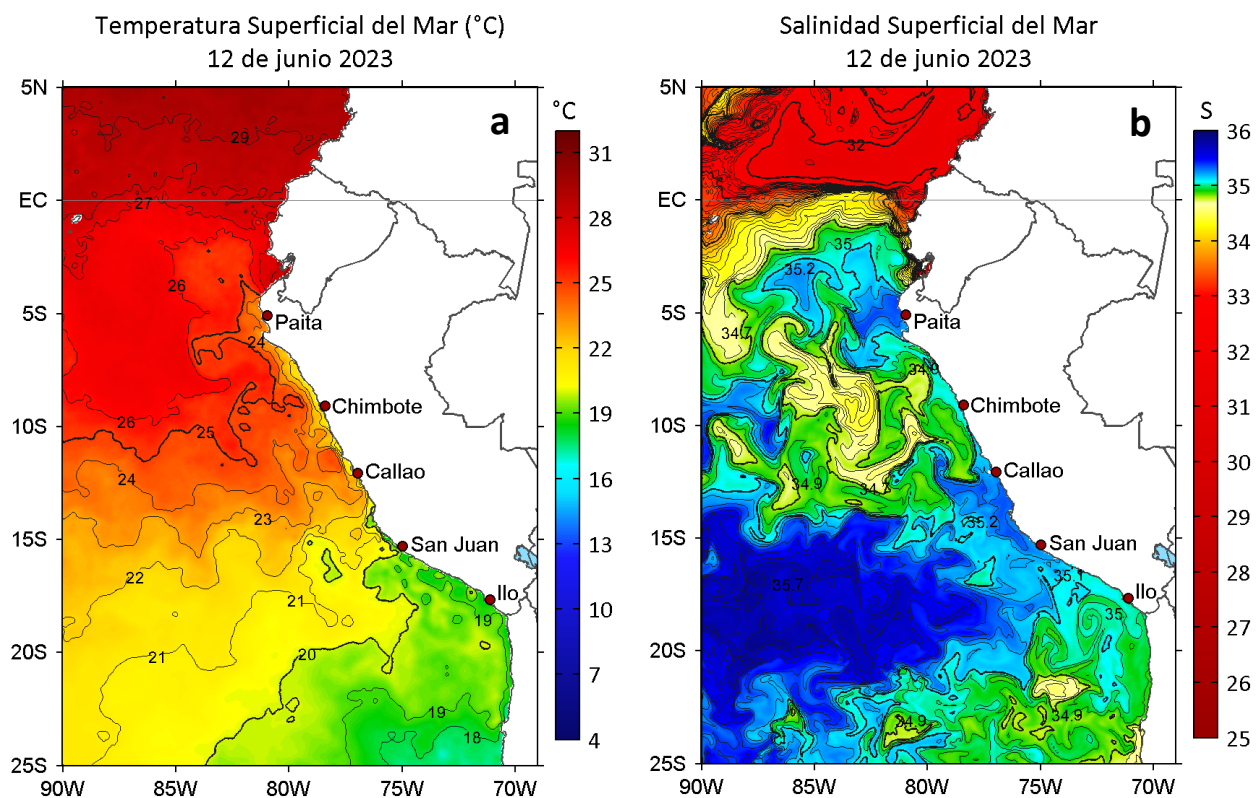 Temperatura Superficial del Mar (°C)
12 de junio 2023
5N
EC
5S
10S
15S
20S
25S
90W
85W
80W
75W
70W
a
°C
31
28
25
22
19
16
13
10
7
4
29
27
26
24
26
25
24
23
22
21
21
20
19
19
18
Paita
Chimbote
Callao
San Juan
Ilo
Salinidad Superficial del Mar
12 de junio 2023
5N
EC
5S
10S
15S
20S
25S
90W
85W
80W
75W
70W
b
S
36
35
34
33
32
31
30
29
28
27
26
25
32
35
35.2
34.7
34.9
34.9
34.7
35.2
35.7
35.1
35
34.9
34.9
Paita
Chimbote
Callao
San Juan
Ilo